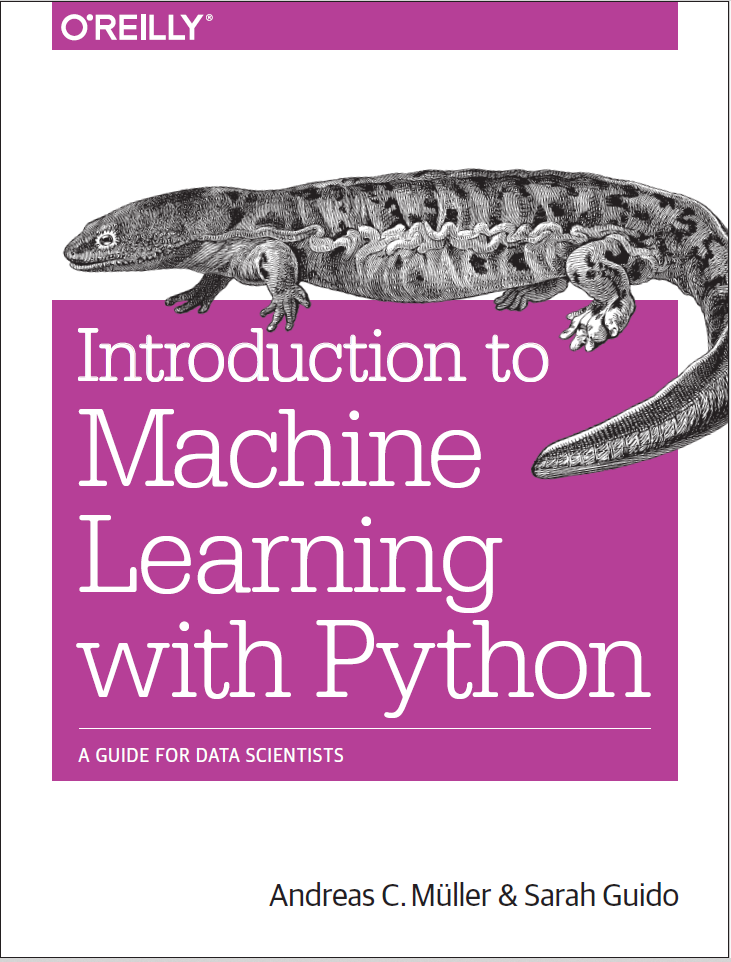 O'REILLY®
Introduction to
Machine
Learning
with Python
A GUIDE FOR DATA SCIENTISTS
Andreas C. Müller & Sarah Guido